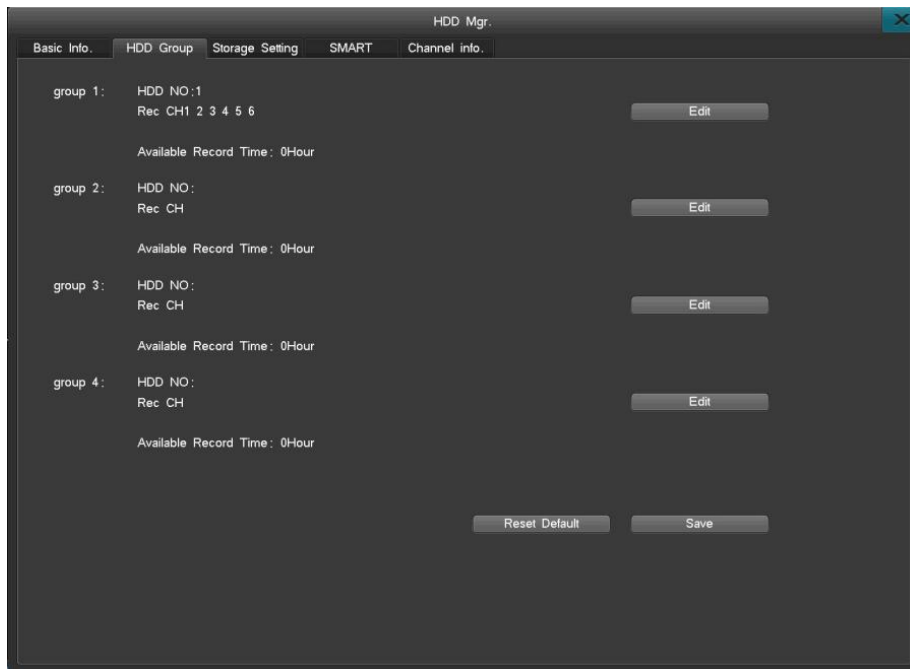 HDD Mgr.
Basic Info. HDD Group Storage Setting SMART Channel info.
group 1: HDD NO:1
Rec CH1 2 3 4 5 6 Edit
Available Record Time: 0Hour
group 2: HDD NO:
Rec CH Edit
Available Record Time: 0Hour
group 3: HDD NO:
Rec CH Edit
Available Record Time: 0Hour
group 4: HDD NO:
Rec CH Edit
Available Record Time: 0Hour
Reset Default Save